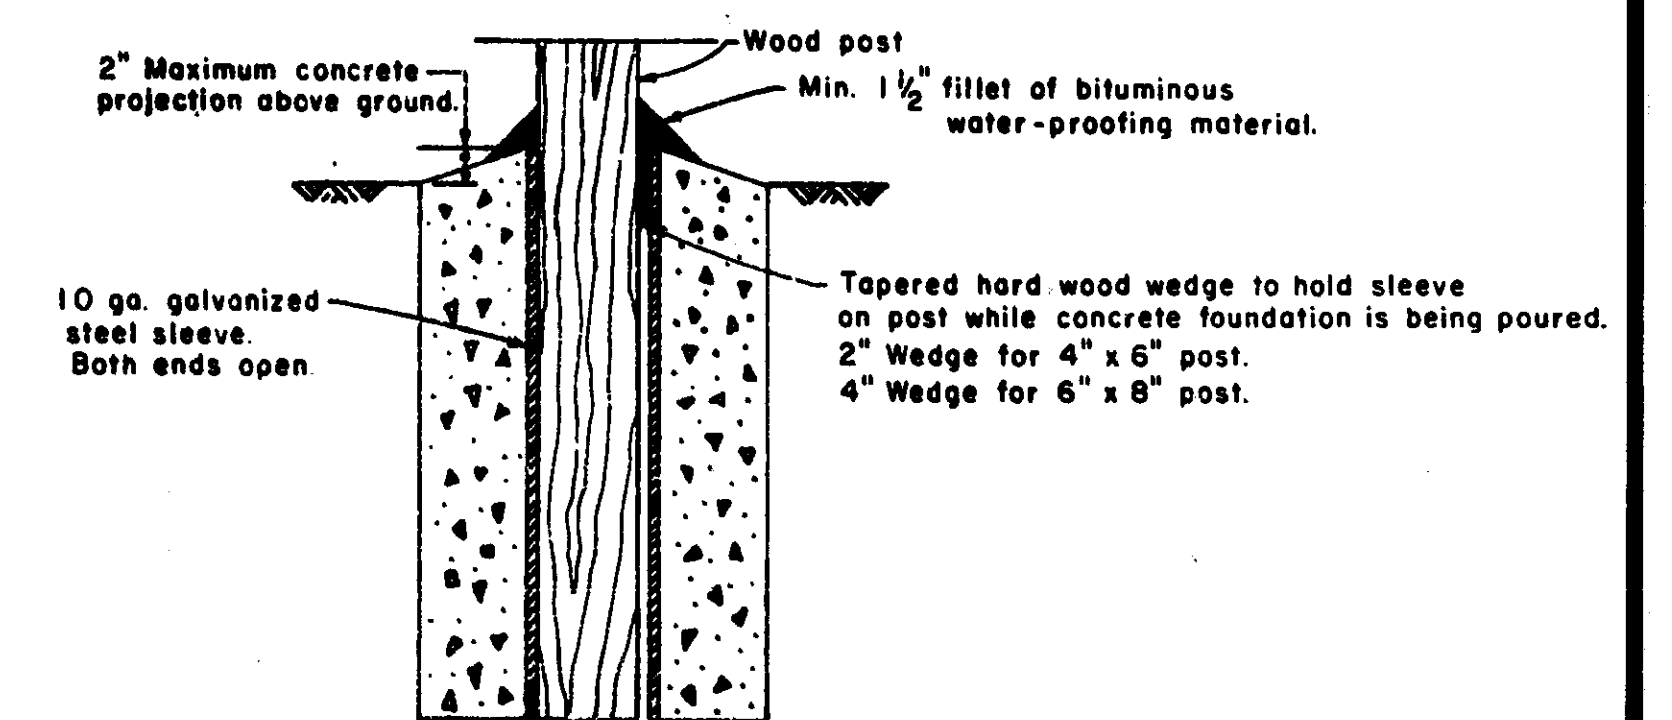 2" Maximum concrete
projection above ground.
Wood post
Min. 1 1/2" fillet of bituminous
water-proofing material.
10 ga. galvanized
steel sleeve.
Both ends open.
Tapered hard wood wedge to hold sleeve
on post while concrete foundation is being poured.
2" Wedge for 4" x 6" post.
4" Wedge for 6" x 8" post.